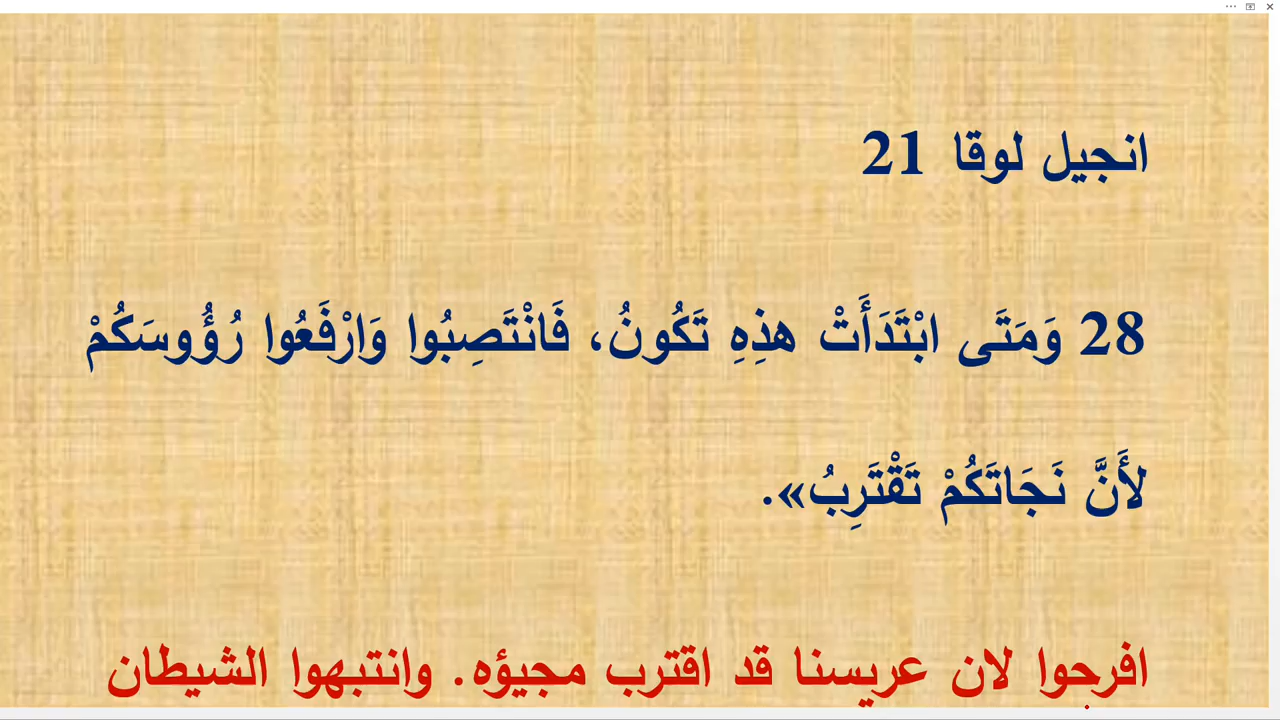 انجيل لوقا 21
28 وَمَتَى ابْتَدَأَتْ هذِهِ تَكُونُ، فَانْتَصِبُوا وَارْفَعُوا رُؤُوسَكُمْ
لأَنَّ نَجَاتَكُمْ تَقْتَرِبُ».
افرجوا لان عريسنا قد اقترب مجيؤه. وانتبهوا الشيطان